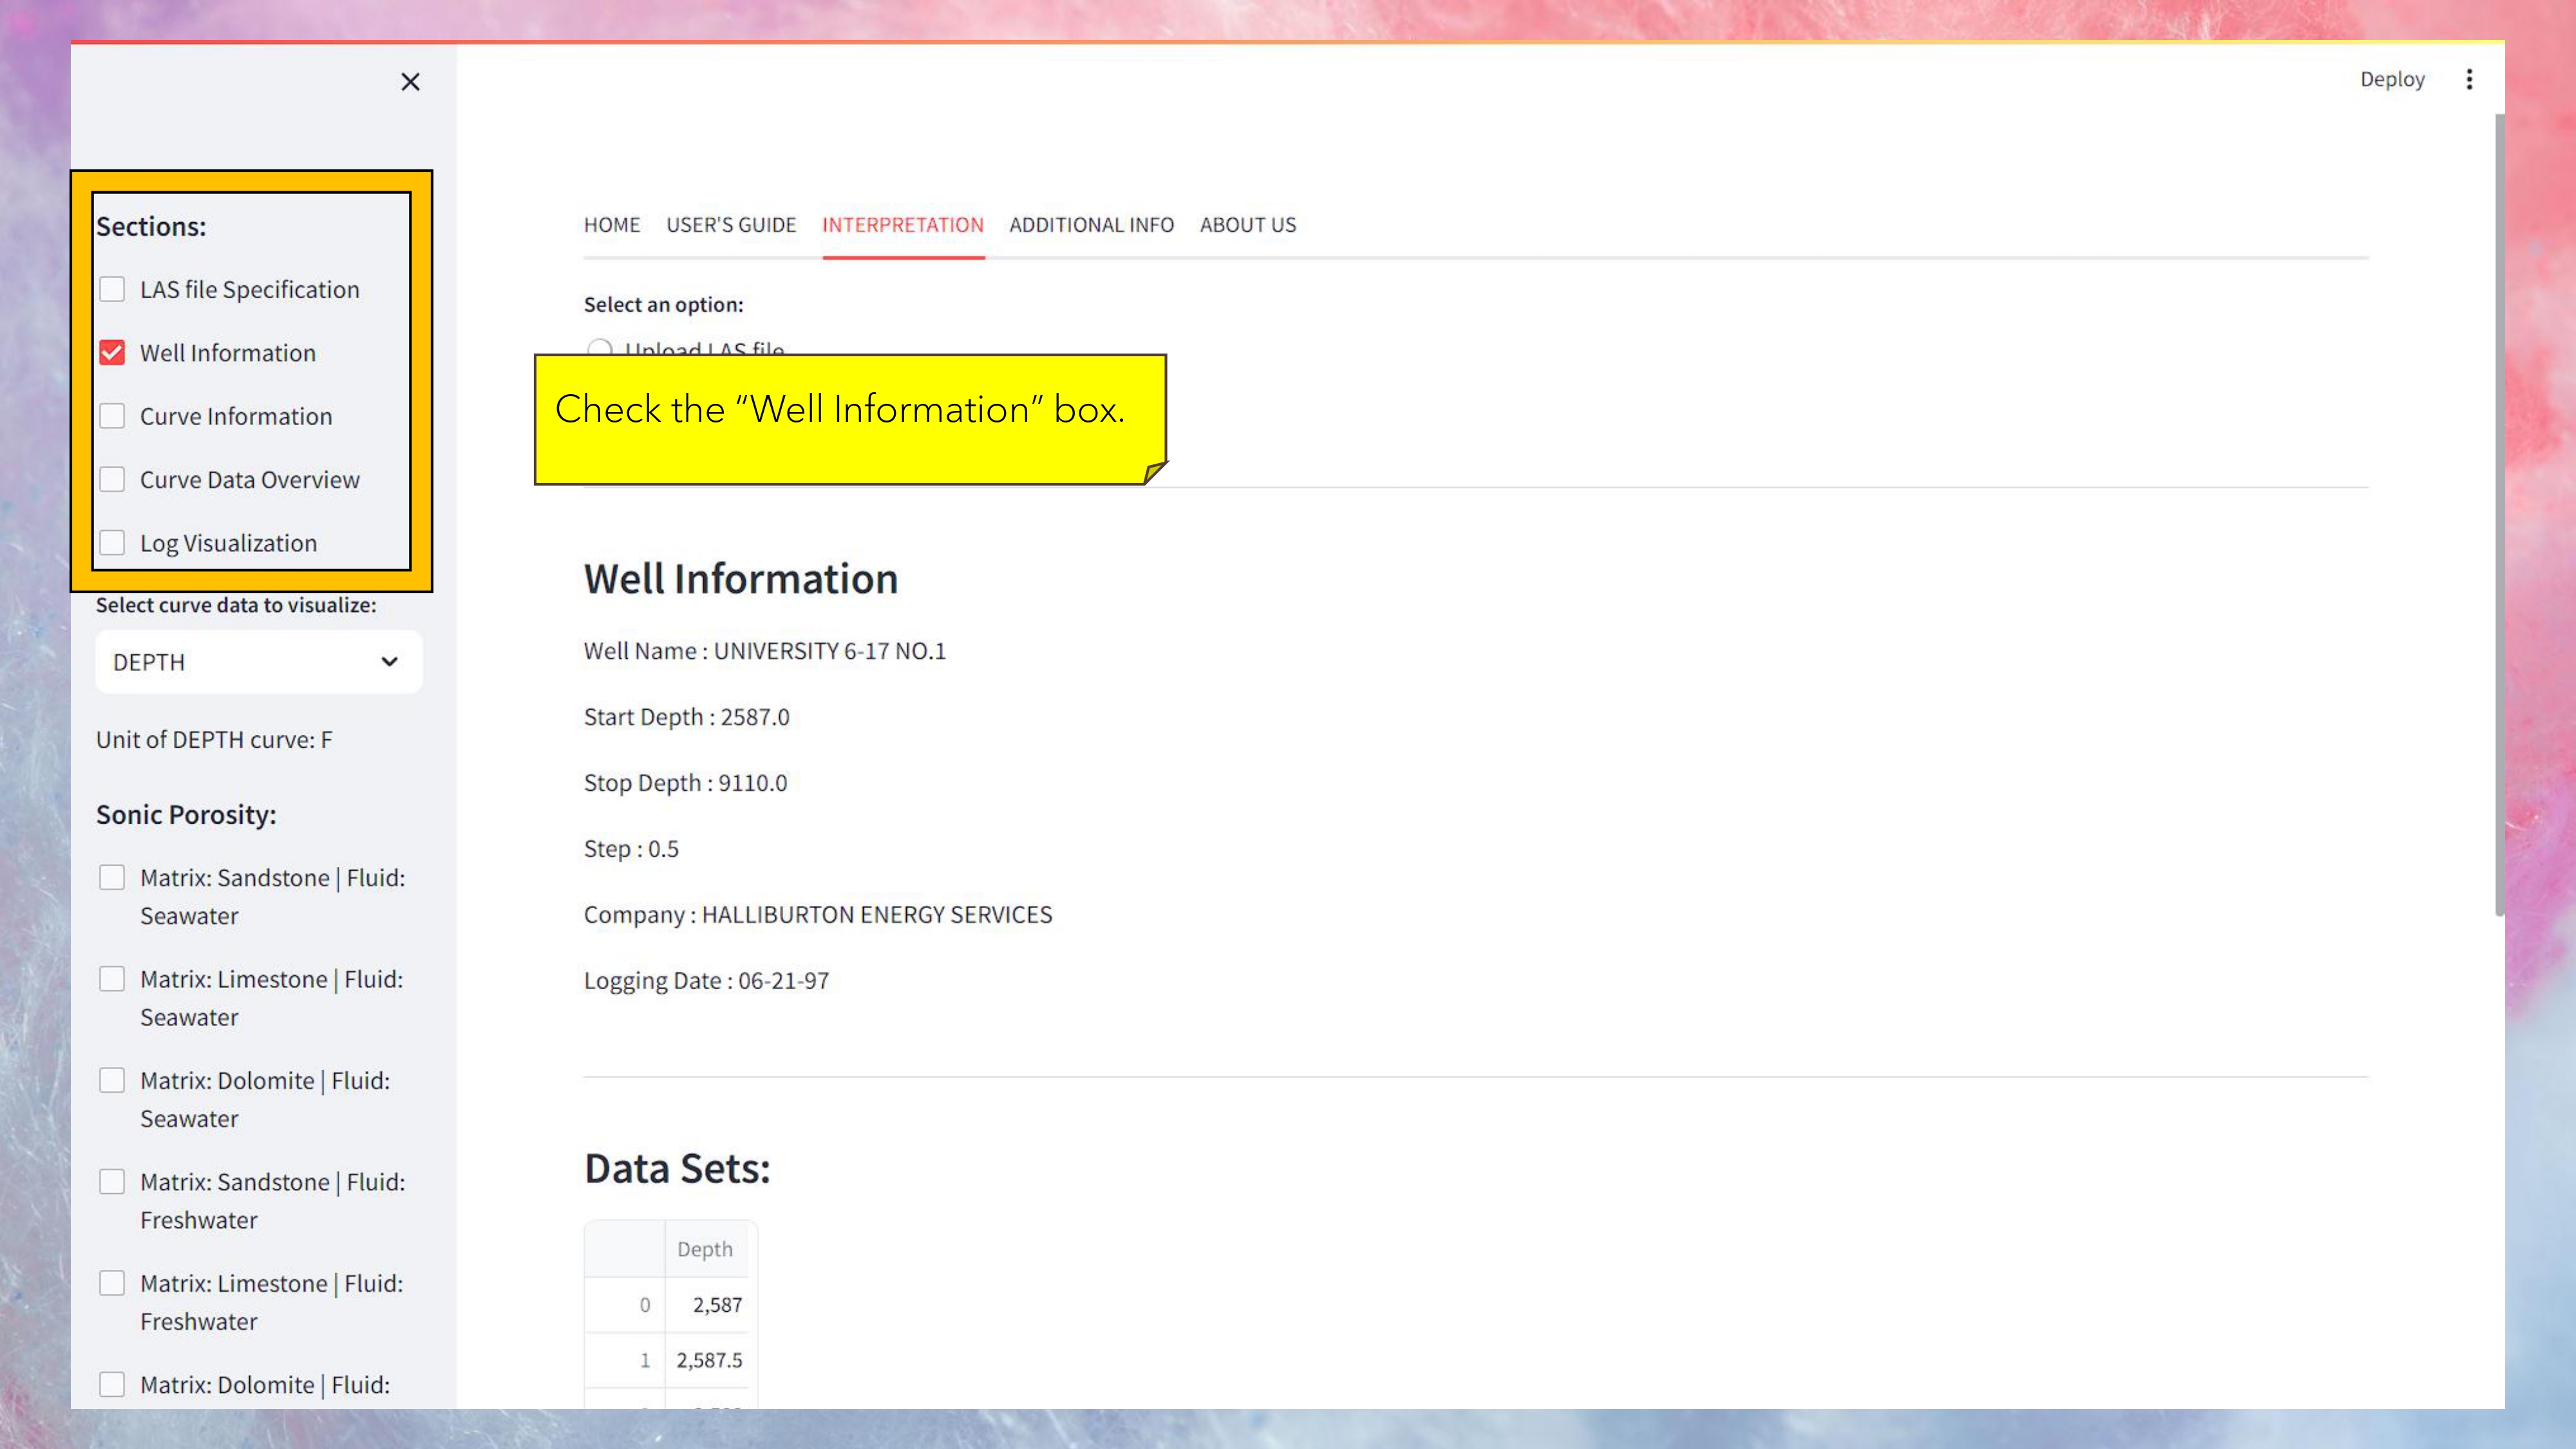 Deploy
Sections:
LAS file Specification
Well Information
Curve Information
Curve Data Overview
Log Visualization
Select curve data to visualize:
DEPTH
Unit of DEPTH curve: F
Sonic Porosity:
Matrix: Sandstone | Fluid:
Seawater
Matrix: Limestone | Fluid:
Seawater
Matrix: Dolomite | Fluid:
Seawater
Matrix: Sandstone | Fluid:
Freshwater
Matrix: Limestone | Fluid:
Freshwater
Matrix: Dolomite | Fluid:
HOME USER'S GUIDE INTERPRETATION ADDITIONAL INFO ABOUT US
Select an option:
Upload LAS file
Check the “Well Information” box.
Well Information
Well Name : UNIVERSITY 6-17 NO.1
Start Depth : 2587.0
Stop Depth : 9110.0
Step : 0.5
Company : HALLIBURTON ENERGY SERVICES
Logging Date : 06-21-97
Data Sets:
Depth
0 2,587
1 2,587.5